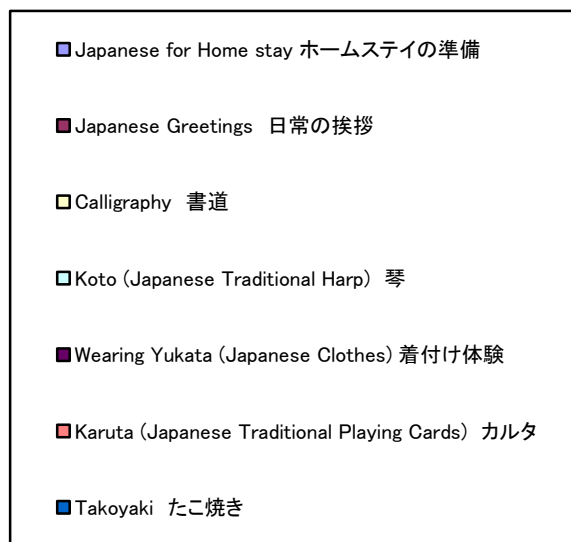 Japanese for Home stay ホームステイの準備
Japanese Greetings　日常の挨拶
Calligraphy　書道
Koto (Japanese Traditional Harp)　琴
Wearing Yukata (Japanese Clothes) 着付け体験
Karuta (Japanese Traditional Playing Cards)　カルタ
Takoyaki　たこ焼き